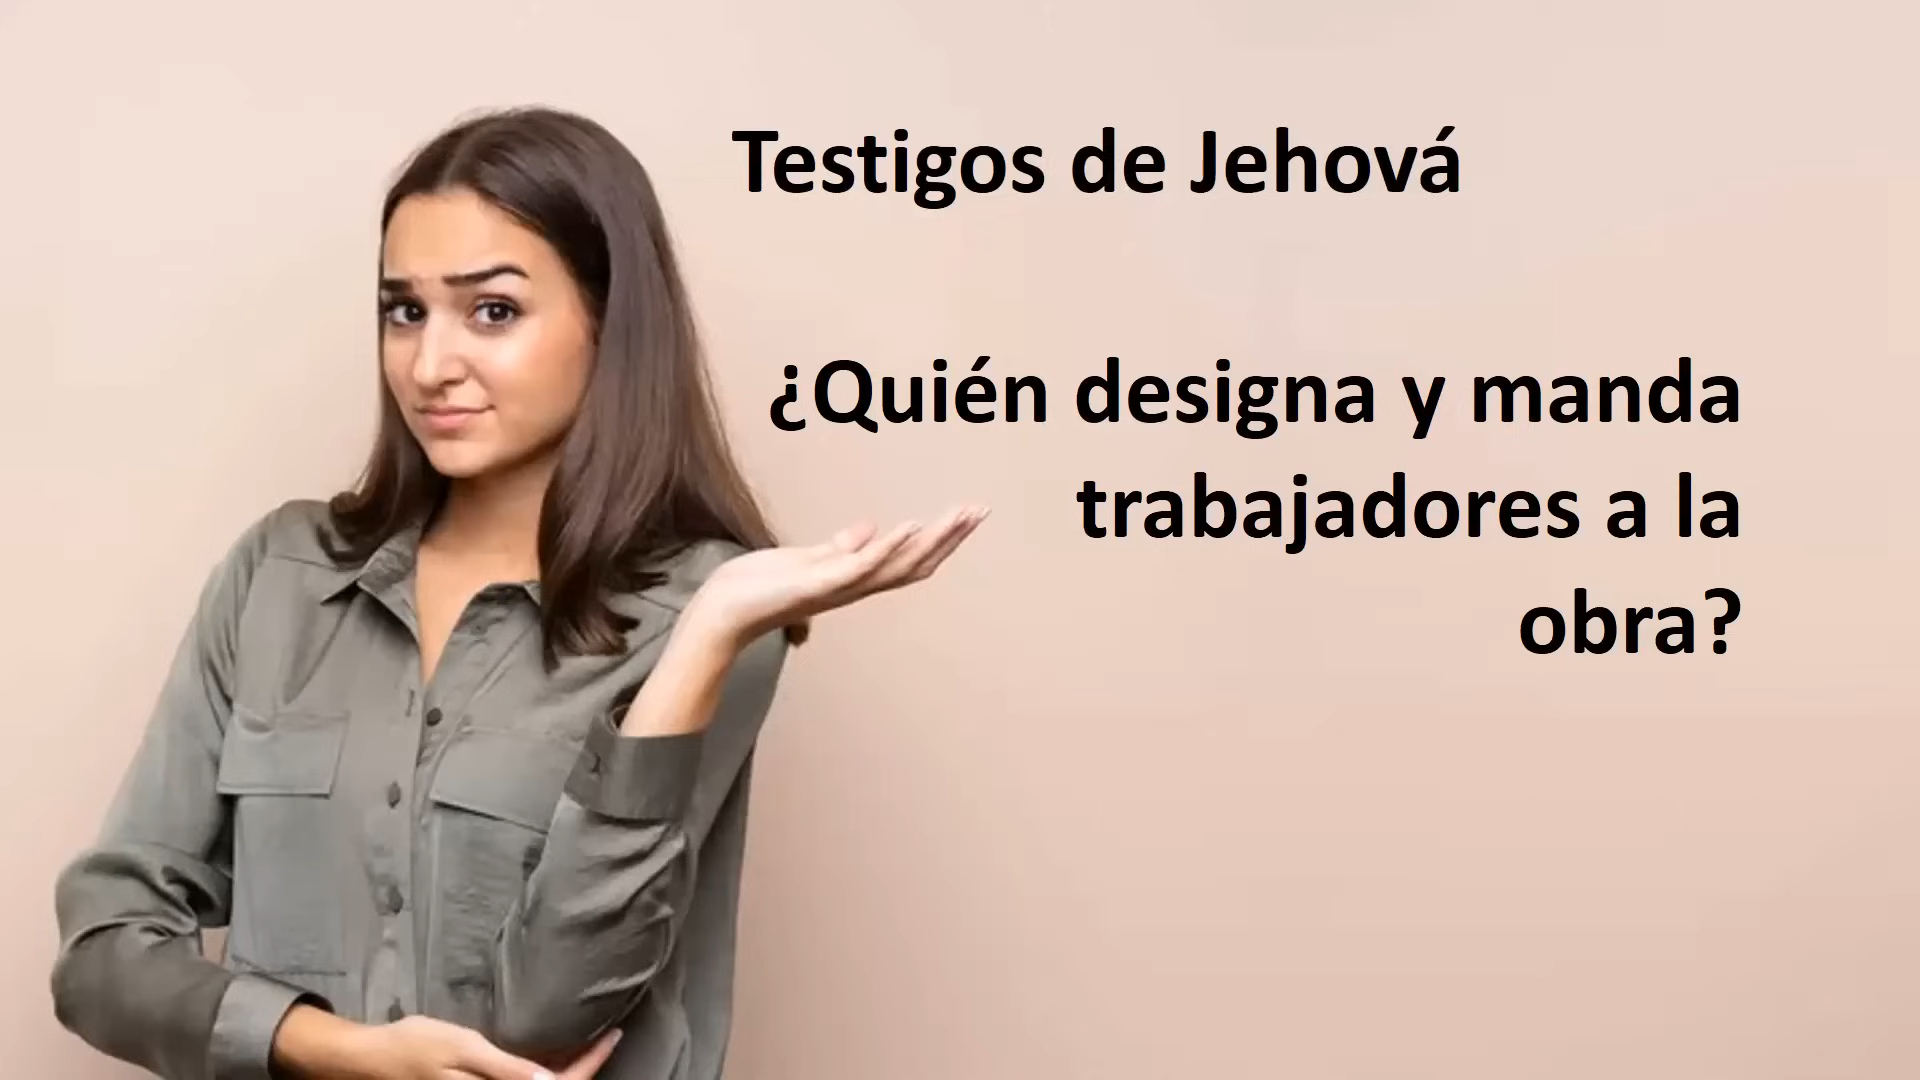 Testigos de Jehová
¿Quién designa y manda
trabajadores a la
obra?